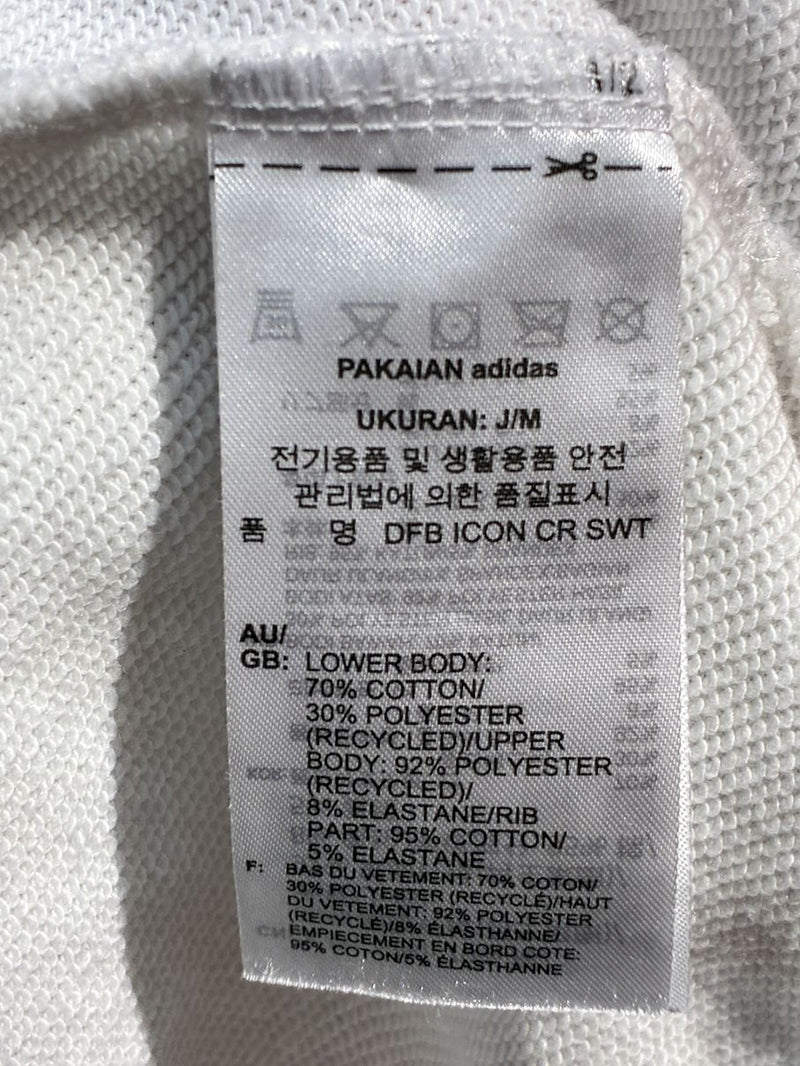 1/2
PAKAIAN adidas
UKURAN: J/M
전기용품 및 생활용품 안전
관리법에 의한 품질표시
품 명 DFB ICON CR SWT
AU/
GB: LOWER BODY:
70% COTTON/
30% POLYESTER
(RECYCLED)/UPPER
BODY: 92% POLYESTER
(RECYCLED)/
8% ELASTANE/RIB
PART: 95% COTTON/
5% ELASTANE
F: BAS DU VETEMENT: 70% COTON/
30% POLYESTER (RECYCLÉ)/HAUT
DU VETEMENT: 92% POLYESTER
(RECYCLÉ)/8% ÉLASTHANNE/
EMPIECEMENT EN BORD COTE:
95% COTON/5% ÉLASTHANNE